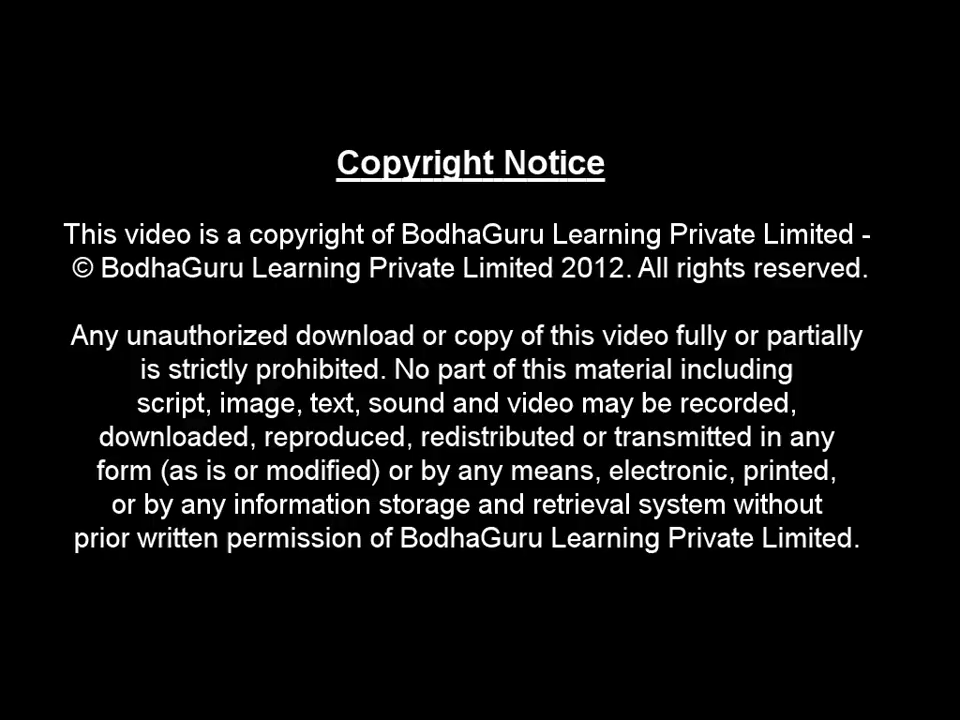 Copyright Notice
This video is a copyright of BodhaGuru Learning Private Limited -
© BodhaGuru Learning Private Limited 2012. All rights reserved.
Any unauthorized download or copy of this video fully or partially
is strictly prohibited. No part of this material including
script, image, text, sound and video may be recorded,
downloaded, reproduced, redistributed or transmitted in any
form (as is or modified) or by any means, electronic, printed,
or by any information storage and retrieval system without
prior written permission of BodhaGuru Learning Private Limited.